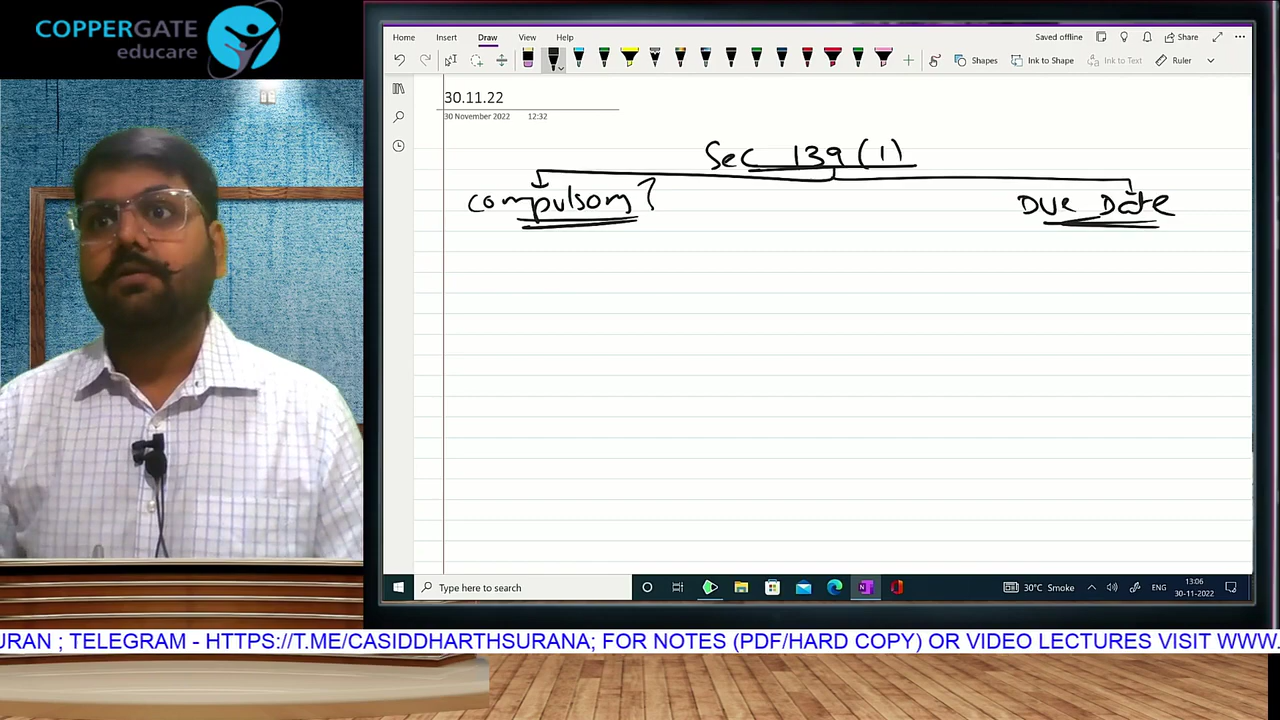 COPPERGATE
educare
Home Insert Draw View Help
Saved offline
Share
Shapes
Ink to Shape
Ink to Text
Ruler
30.11.22
30 November 2022 12:32
Sec 139(1)
Compulsory?
Due Date
Type here to search
30°C Smoke
ENG
13:06
30-11-2022
URAN ; TELEGRAM - HTTPS://T.ME/CASIDDHARTHSURANA; FOR NOTES (PDF/HARD COPY) OR VIDEO LECTURES VISIT WWW.